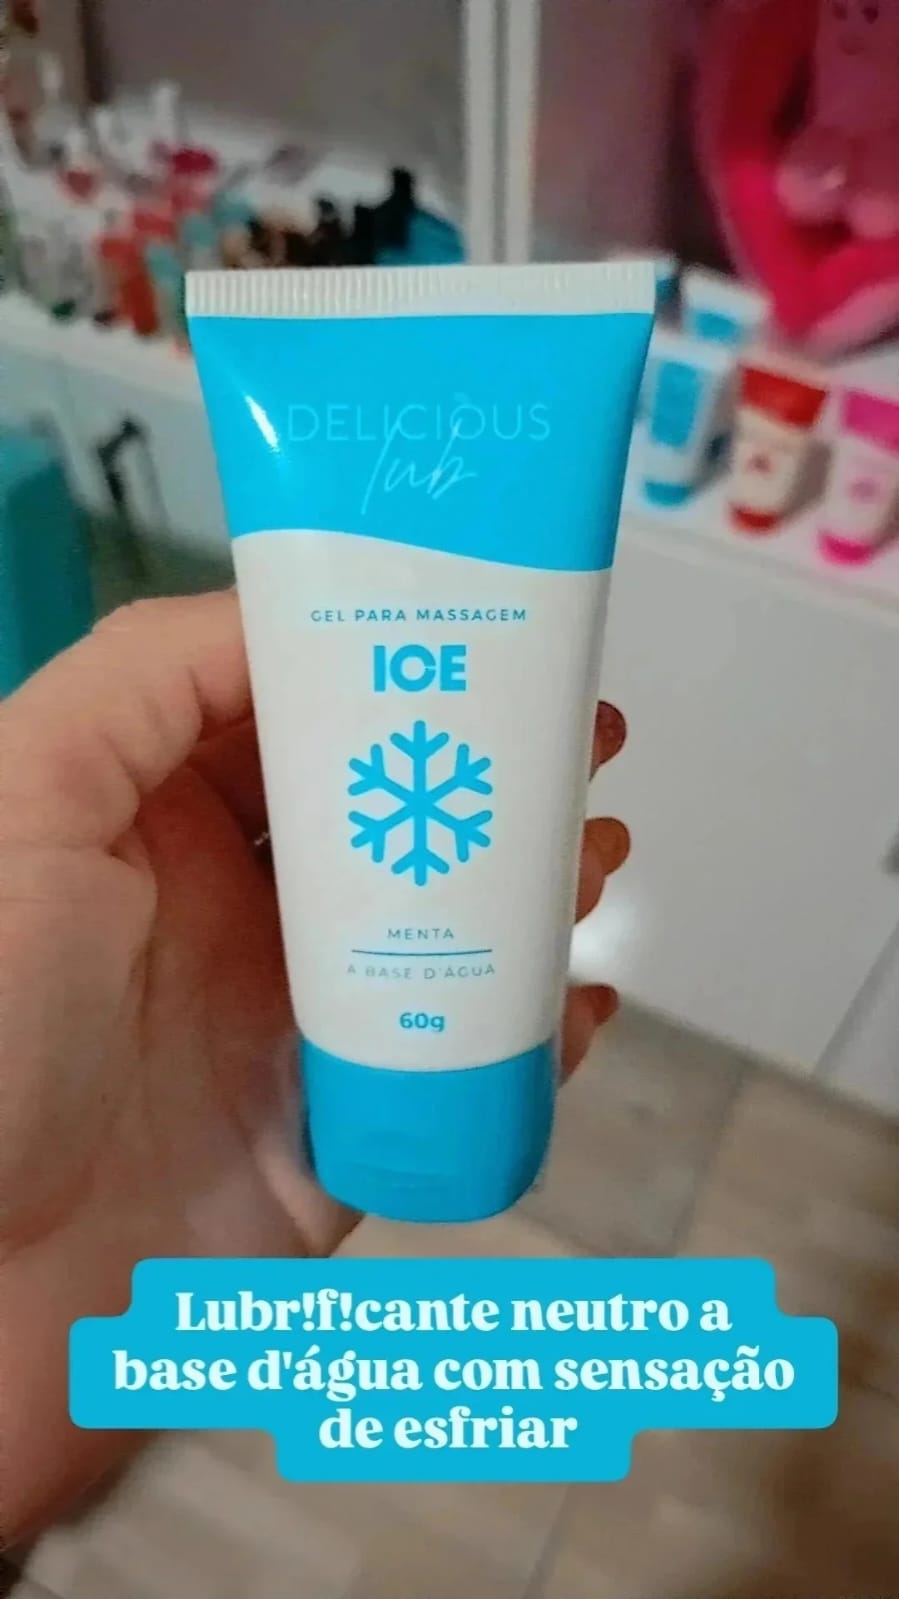 DELICIOUS
lub
GEL PARA MASSAGEM
ICE
MENTA
A BASE D'ÁGUA
60g
Lubr!f!cante neutro a
base d'água com sensação
de esfriar